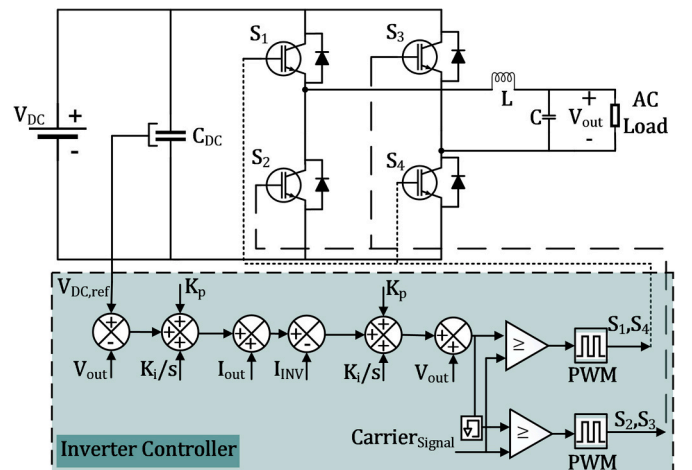 S1
S3
VDC
+
-
CDC
L
C
+
Vout
-
AC
Load
S2
S4
VDC,ref
Kp
Kp
S1,S4
+
-
+
+
+
+
+
+
-
+
+
+
+
+
≥
PWM
Vout
Ki/s
Iout
IINV
Ki/s
Vout
S2,S3
CarrierSignal
≥
PWM
Inverter Controller